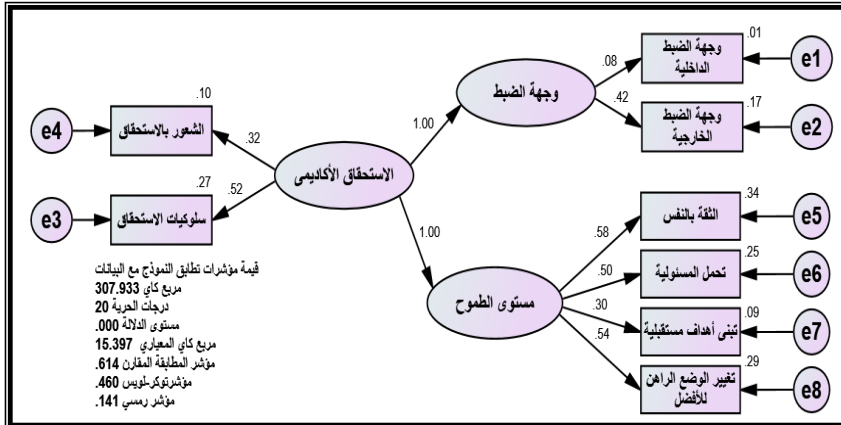 .01
وجهة الضبط
الداخلية
e1
.08
وجهة الضبط
.10
الشعور بالاستحقاق
e4
.42
.17
وجهة الضبط
الخارجية
e2
1.00
.32
الاستحقاق الأكاديمى
.27
.52
سلوكيات الاستحقاق
e3
.34
الثقة بالنفس
e5
.58
1.00
.25
تحمل المسئولية
e6
.50
مستوى الطموح
.09
تبنى أهداف مستقبلية
e7
.30
.29
تغيير الوضع الراهن
للأفضل
e8
.54
قيمة مؤشرات تطابق النموذج مع البيانات
مربع كاي 307.933
درجات الحرية 20
مستوى الدلالة .000
مربع كاي المعياري 15.397
مؤشر المطابقة المقارن .614
مؤشرتوكر-لويس .460
مؤشر رمسي .141